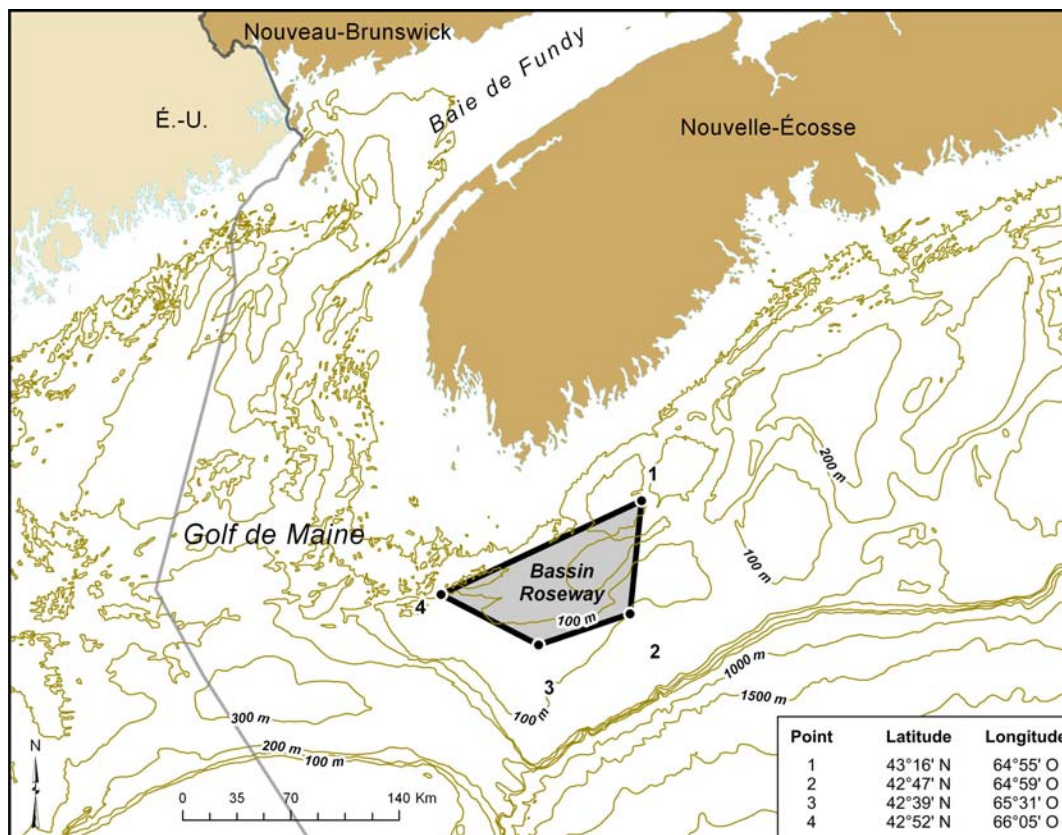 Nouveau-Brunswick
Baie de Fundy
É.-U.
Nouvelle-Écosse
200 m
1
Golf de Maine
100 m
Bassin
Roseway
4
100 m
2
1000 m
3
1500 m
100 m
300 m
200 m
100 m
N
0 35 70 140 Km
Point Latitude Longitude
1 43°16' N 64°55' O
2 42°47' N 64°59' O
3 42°39' N 65°31' O
4 42°52' N 66°05' O